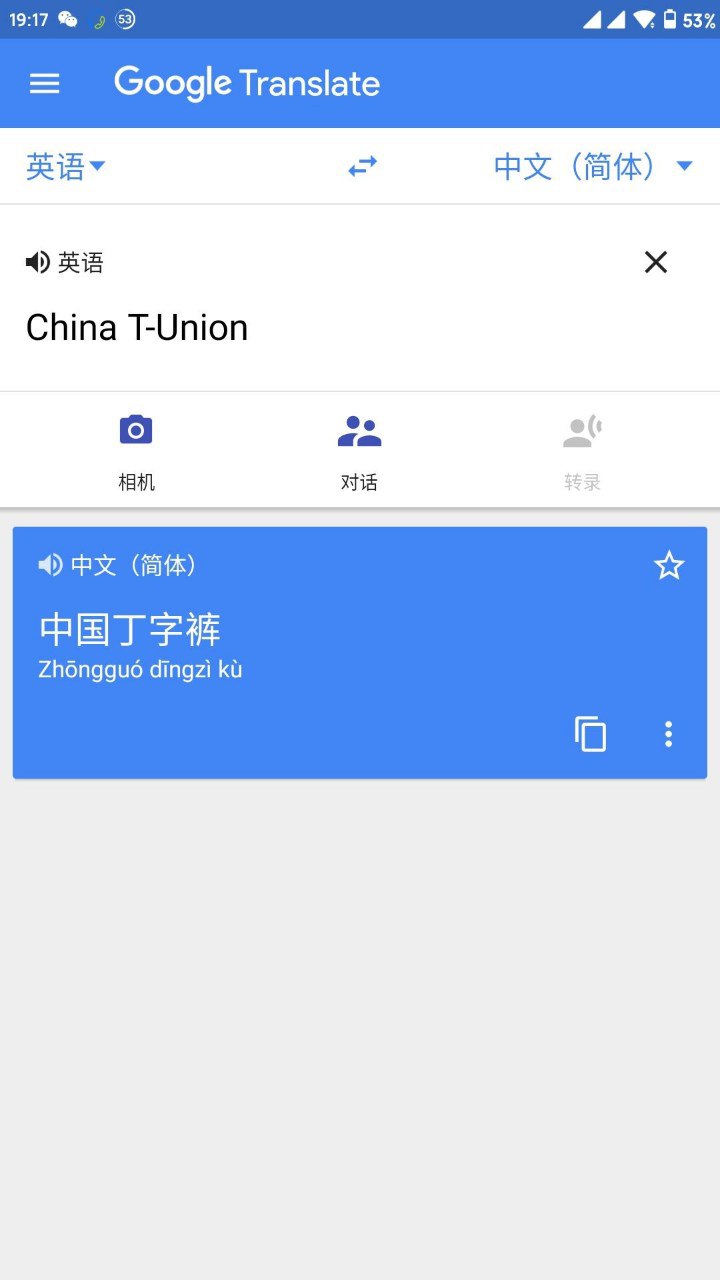 19:17 53 53%
Google Translate
英语 中文（简体）
英语
China T-Union
相机 对话 转录
中文（简体）
中国丁字裤
Zhōngguó dīngzì kù